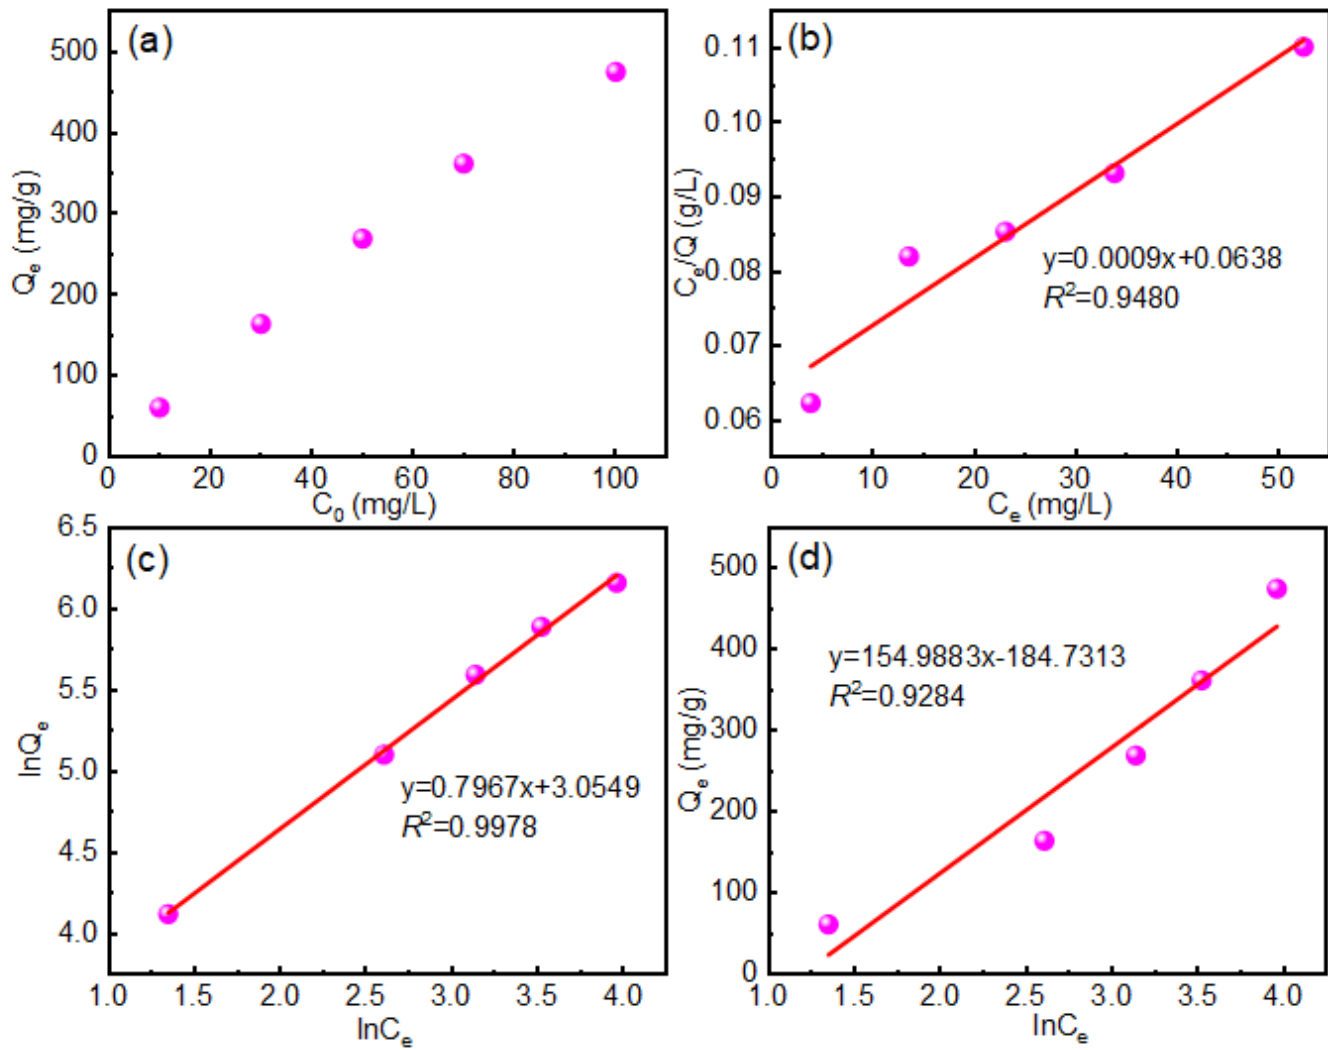 (a)
500
400
300
200
100
0
Qₑ (mg/g)
0 20 40 60 80 100
C₀ (mg/L)
(b)
0.11
0.10
0.09
0.08
0.07
0.06
Cₑ/Q (g/L)
y=0.0009x+0.0638
R²=0.9480
0 10 20 30 40 50
Cₑ (mg/L)
(c)
6.5
6.0
5.5
5.0
4.5
4.0
lnQₑ
y=0.7967x+3.0549
R²=0.9978
1.0 1.5 2.0 2.5 3.0 3.5 4.0
lnCₑ
(d)
500
400
300
200
100
0
Qₑ (mg/g)
y=154.9883x-184.7313
R²=0.9284
1.0 1.5 2.0 2.5 3.0 3.5 4.0
lnCₑ